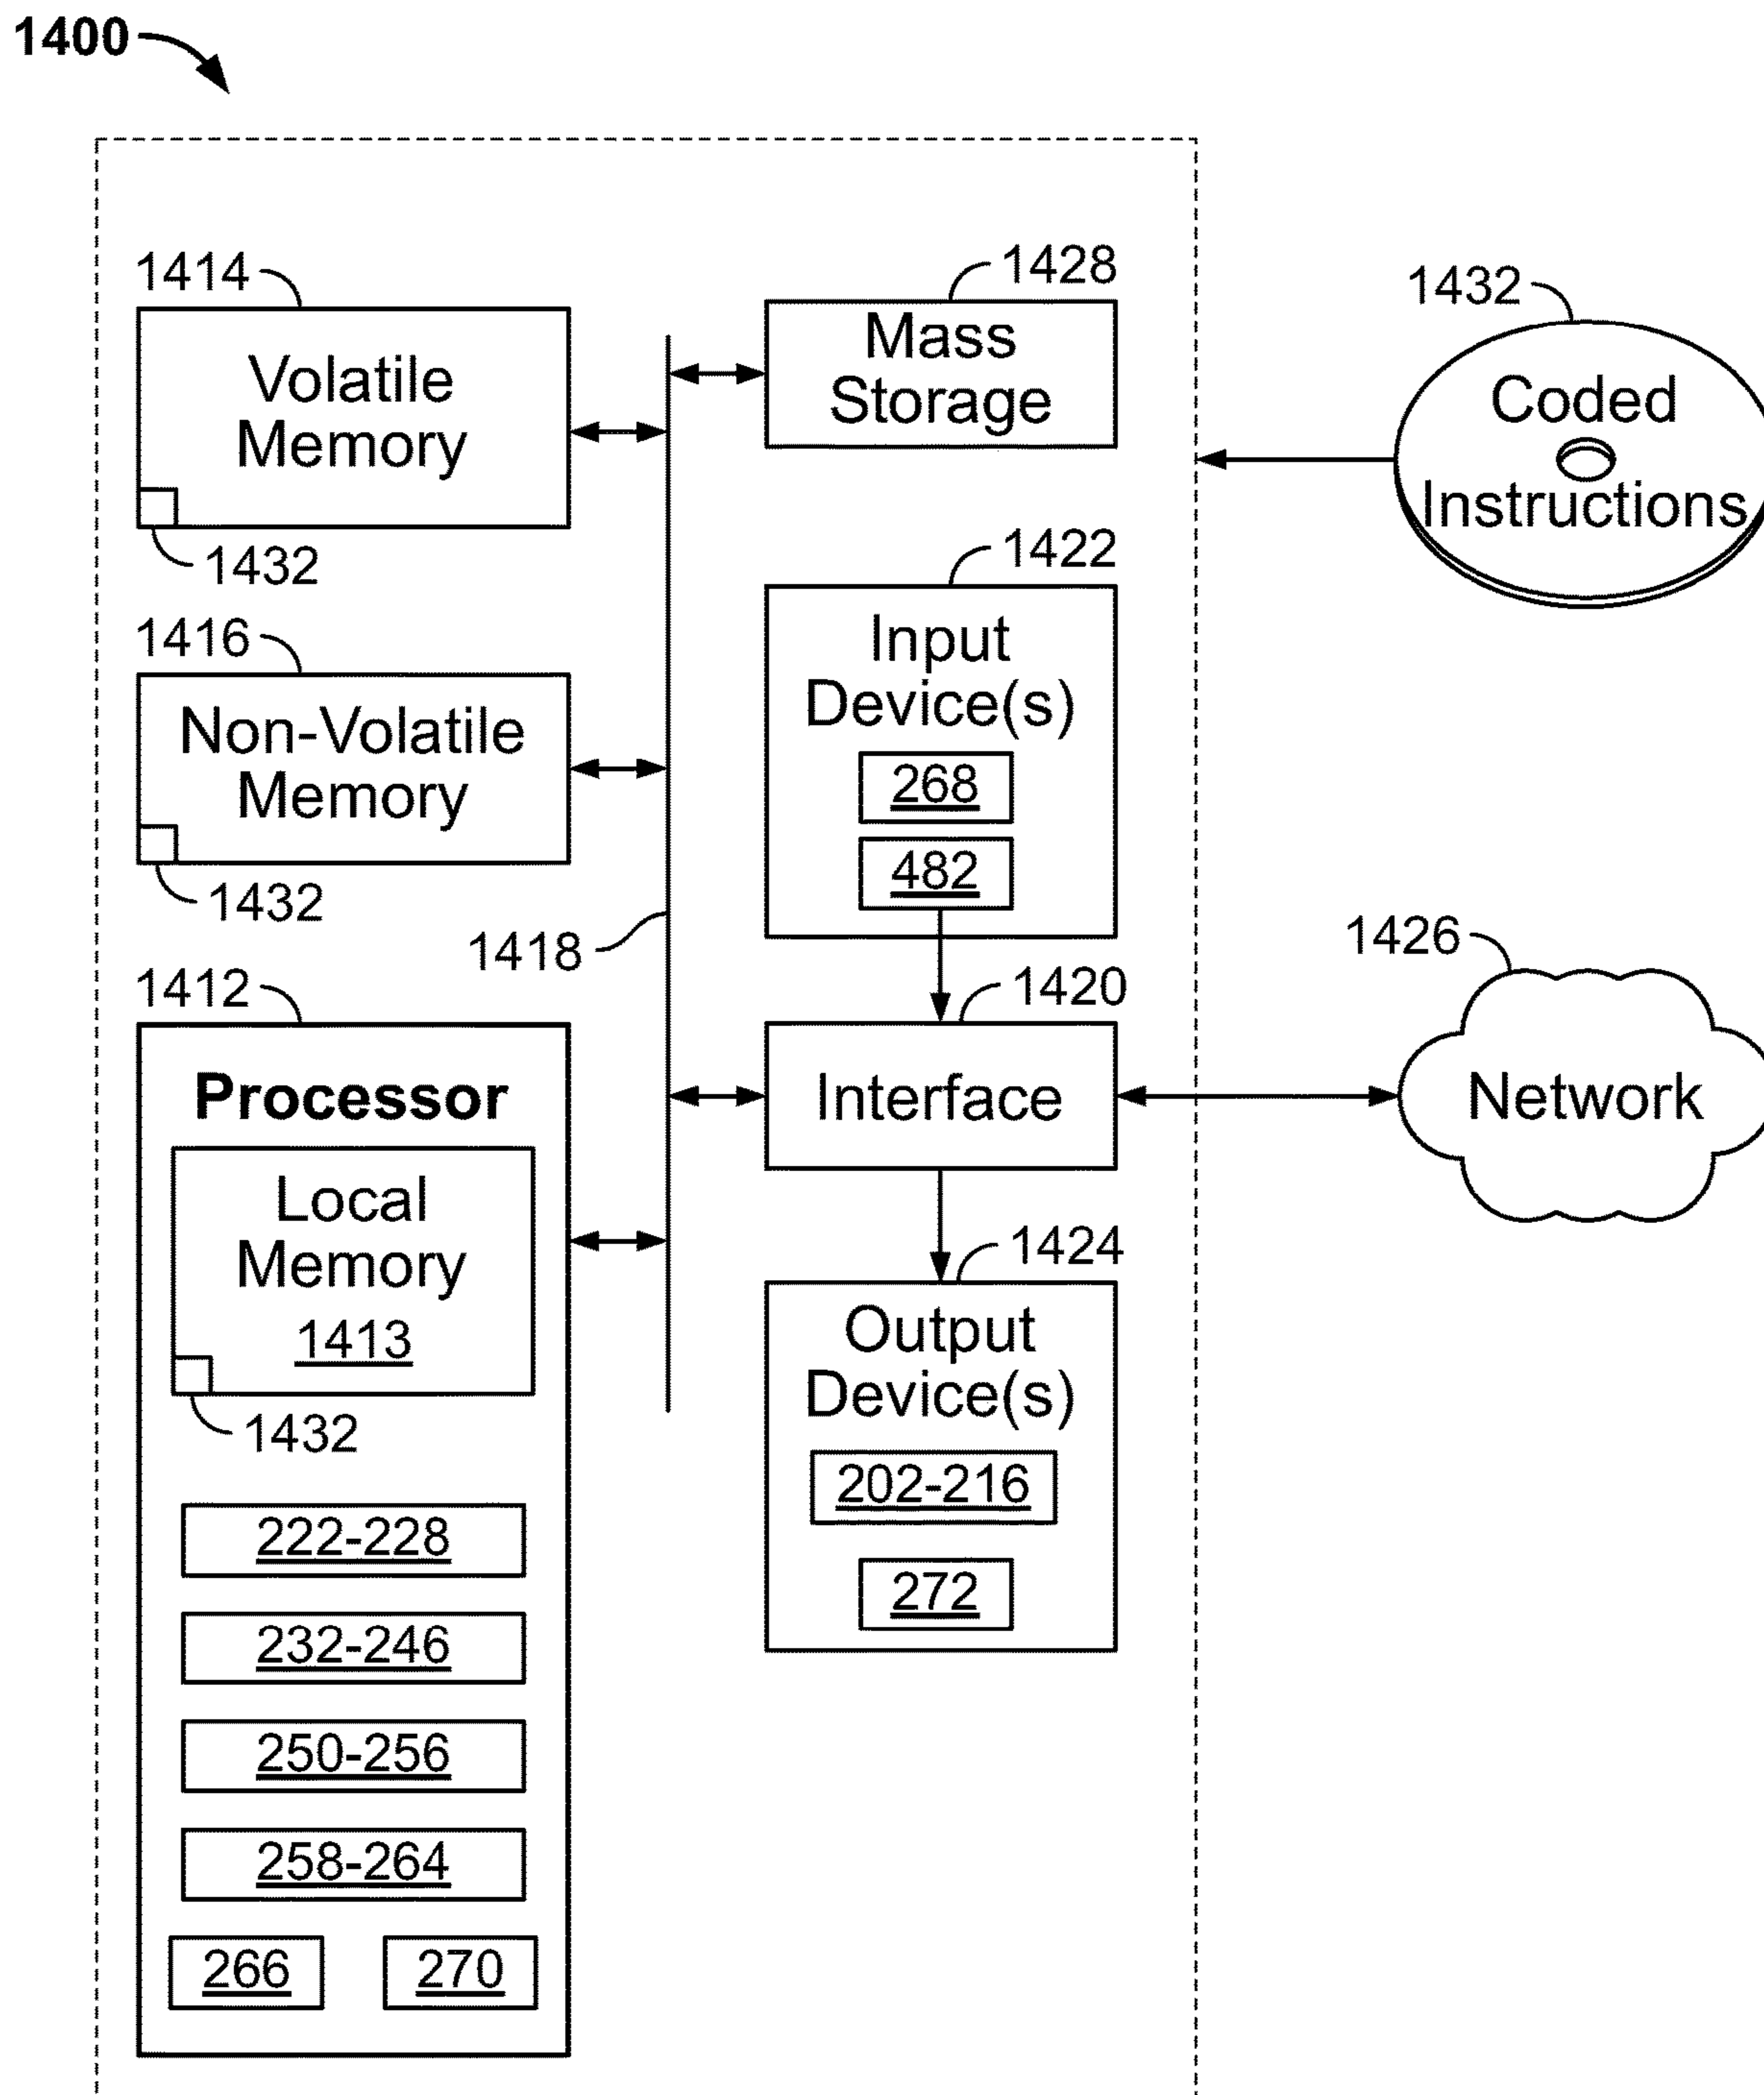 1400
1414
Volatile
Memory
1432
1416
Non-Volatile
Memory
1432
1418
1412
Processor
Local
Memory
1413
1432
222-228
232-246
250-256
258-264
266
270
1428
Mass
Storage
1422
Input
Device(s)
268
482
1420
Interface
1424
Output
Device(s)
202-216
272
1432
Coded
Instructions
1426
Network